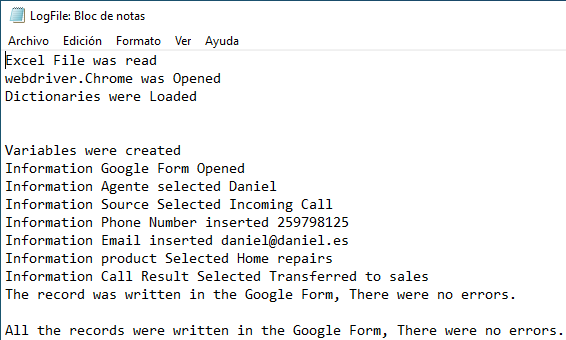 LogFile: Bloc de notas
Archivo Edición Formato Ver Ayuda
Excel File was read
webdriver.Chrome was Opened
Dictionaries were Loaded
Variables were created
Information Google Form Opened
Information Agente selected Daniel
Information Source Selected Incoming Call
Information Phone Number inserted 259798125
Information Email inserted daniel@daniel.es
Information product Selected Home repairs
Information Call Result Selected Transferred to sales
The record was written in the Google Form, There were no errors.
All the records were written in the Google Form, There were no errors.